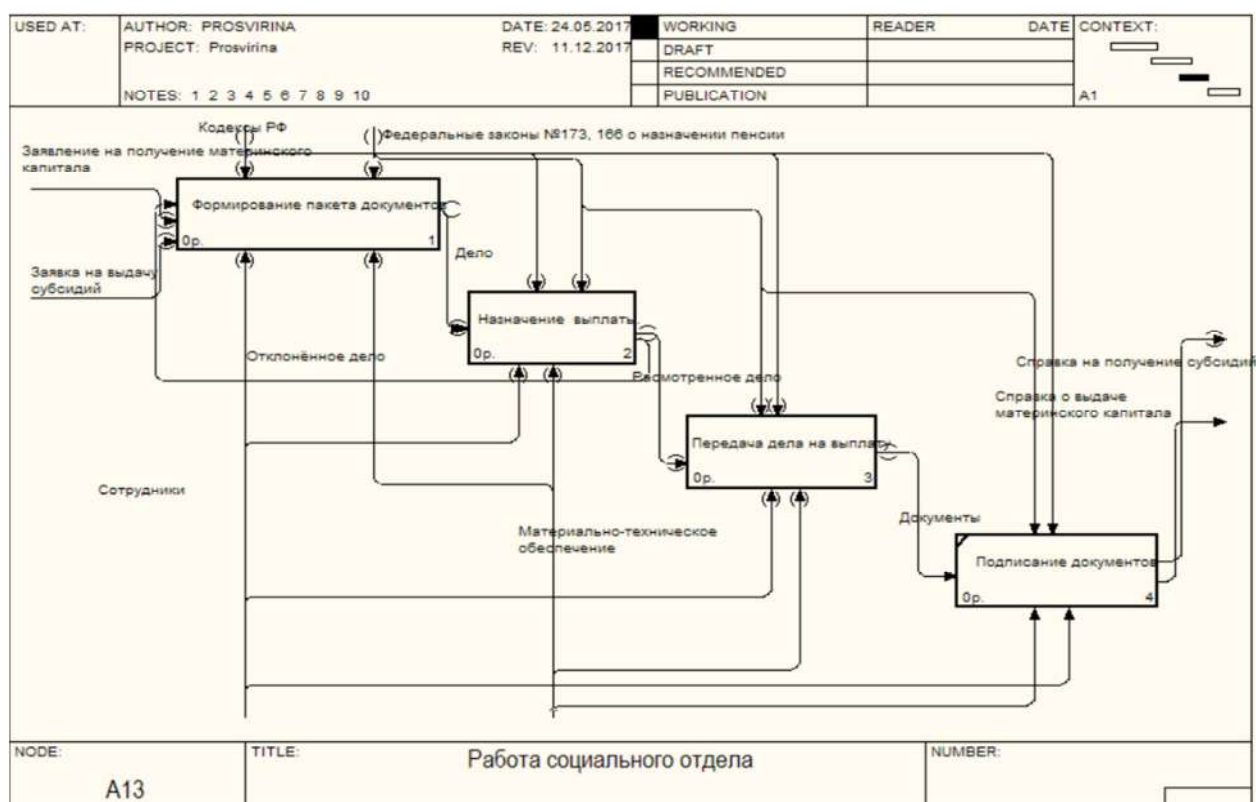 USED AT:
AUTHOR: PROSVIRINA
DATE: 24.05.2017
WORKING
READER
DATE
CONTEXT:
PROJECT: Prosvirina
REV: 11.12.2017
DRAFT
RECOMMENDED
NOTES: 1 2 3 4 5 6 7 8 9 10
PUBLICATION
A1
Кодексы РФ
Федеральные законы №173, 166 о назначении пенсии
Заявление на получение материнского
капитала
Формирование пакета документов
0р.
1
Заявка на выдачу
субсидий
Дело
Назначение выплаты
0р.
2
Отклонённое дело
Расмотренное дело
Справка на получение субсидий
Справка о выдаче
материнского капитала
Передача дела на выплату
0р.
3
Сотрудники
Материально-техническое
обеспечение
Документы
Подписание документов
0р.
4
NODE:
TITLE:
Работа социального отдела
NUMBER:
A13